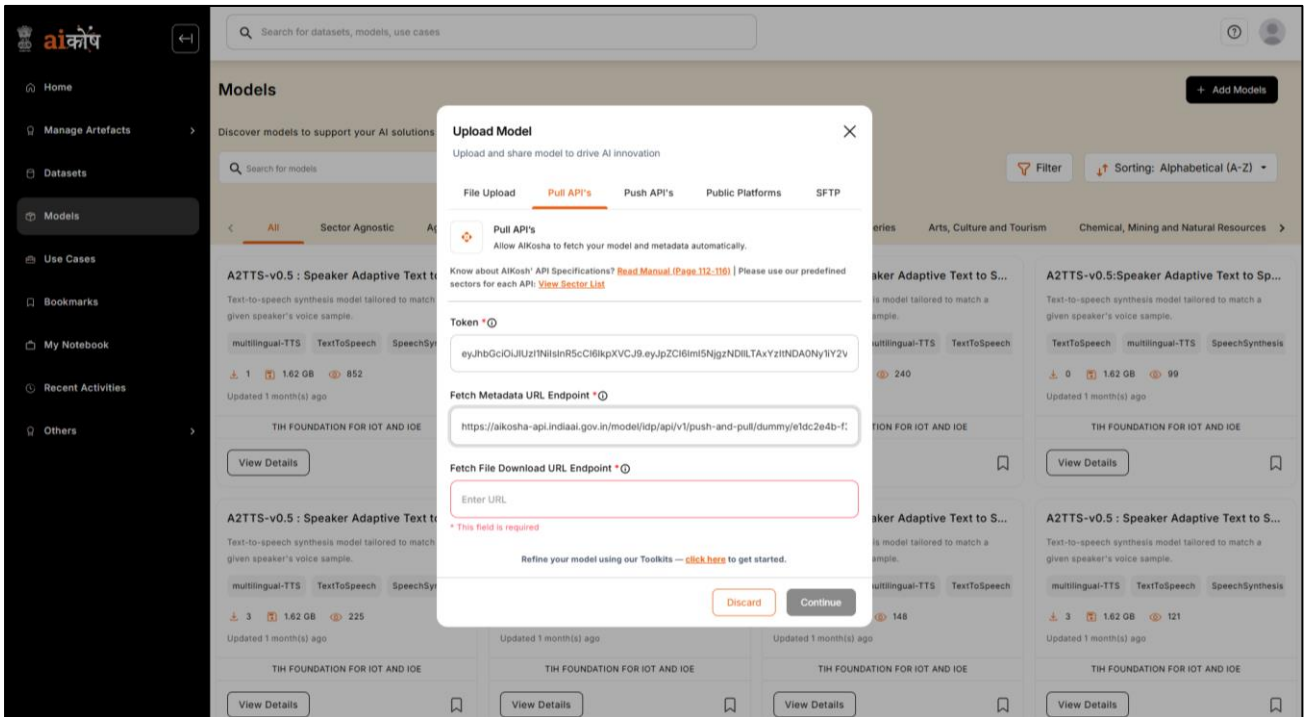 aiकोष
Search for datasets, models, use cases
Home
Manage Artefacts
Datasets
Models
Use Cases
Bookmarks
My Notebook
Recent Activities
Others
Models
+ Add Models
Discover models to support your AI solutions
Search for models
Filter
Sorting: Alphabetical (A-Z)
All
Sector Agnostic
Arts, Culture and Tourism
Chemical, Mining and Natural Resources
Upload Model
Upload and share model to drive AI innovation
File Upload
Pull API's
Push API's
Public Platforms
SFTP
Pull API's
Allow AIKosha to fetch your model and metadata automatically.
Know about AIKosh' API Specifications? Read Manual (Page 112-116) | Please use our predefined
sectors for each API: View Sector List
Token *
Fetch Metadata URL Endpoint *
https://aikosha-api.indiaai.gov.in/model/idp/api/v1/push-and-pull/dummy/e1dc2e4b-f
Fetch File Download URL Endpoint *
Enter URL
* This field is required
Refine your model using our Toolkits — click here to get started.
Discard
Continue
A2TTS-v0.5 : Speaker Adaptive Text t
Text-to-speech synthesis model tailored to match
given speaker's voice sample.
multilingual-TTS TextToSpeech SpeechSy
1 1.62 GB 852
Updated 1 month(s) ago
TIH FOUNDATION FOR IOT AND IOE
View Details
aker Adaptive Text to S...
is model tailored to match a
ample.
TextToSpeech
240
ION FOR IOT AND IOE
A2TTS-v0.5:Speaker Adaptive Text to Sp...
Text-to-speech synthesis model tailored to match a
given speaker's voice sample.
TextToSpeech multilingual-TTS SpeechSynthesis
0 1.62 GB 99
Updated 1 month(s) ago
TIH FOUNDATION FOR IOT AND IOE
View Details
A2TTS-v0.5 : Speaker Adaptive Text t
Text-to-speech synthesis model tailored to match
given speaker's voice sample.
multilingual-TTS TextToSpeech SpeechSy
3 1.62 GB 225
Updated 1 month(s) ago
TIH FOUNDATION FOR IOT AND IOE
View Details
Updated 1 month(s) ago
TIH FOUNDATION FOR IOT AND IOE
View Details
aker Adaptive Text to S...
is model tailored to match a
ample.
TextToSpeech
148
Updated 1 month(s) ago
TIH FOUNDATION FOR IOT AND IOE
View Details
A2TTS-v0.5 : Speaker Adaptive Text to S...
Text-to-speech synthesis model tailored to match a
given speaker's voice sample.
multilingual-TTS TextToSpeech SpeechSynthesis
3 1.62 GB 121
Updated 1 month(s) ago
TIH FOUNDATION FOR IOT AND IOE
View Details